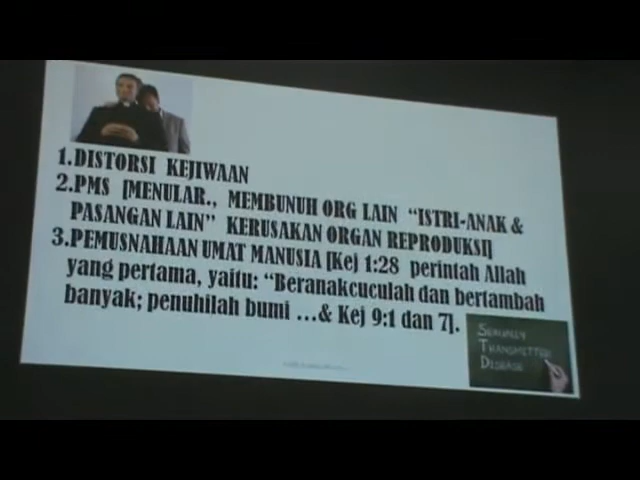 1.DISTORSI KEJIWAAN
2.PMS [MENULAR., MEMBUNUH ORG LAIN "ISTRI-ANAK &
PASANGAN LAIN" KERUSAKAN ORGAN REPRODUKSI]
3.PEMUSNAHAAN UMAT MANUSIA [Kej 1:28 perintah Allah
yang pertama, yaitu: "Beranakcuculah dan bertambah
banyak; penuhilah bumi ...& Kej 9:1 dan 7].
SEXUALLY
TRANSMITTED
DISEASE